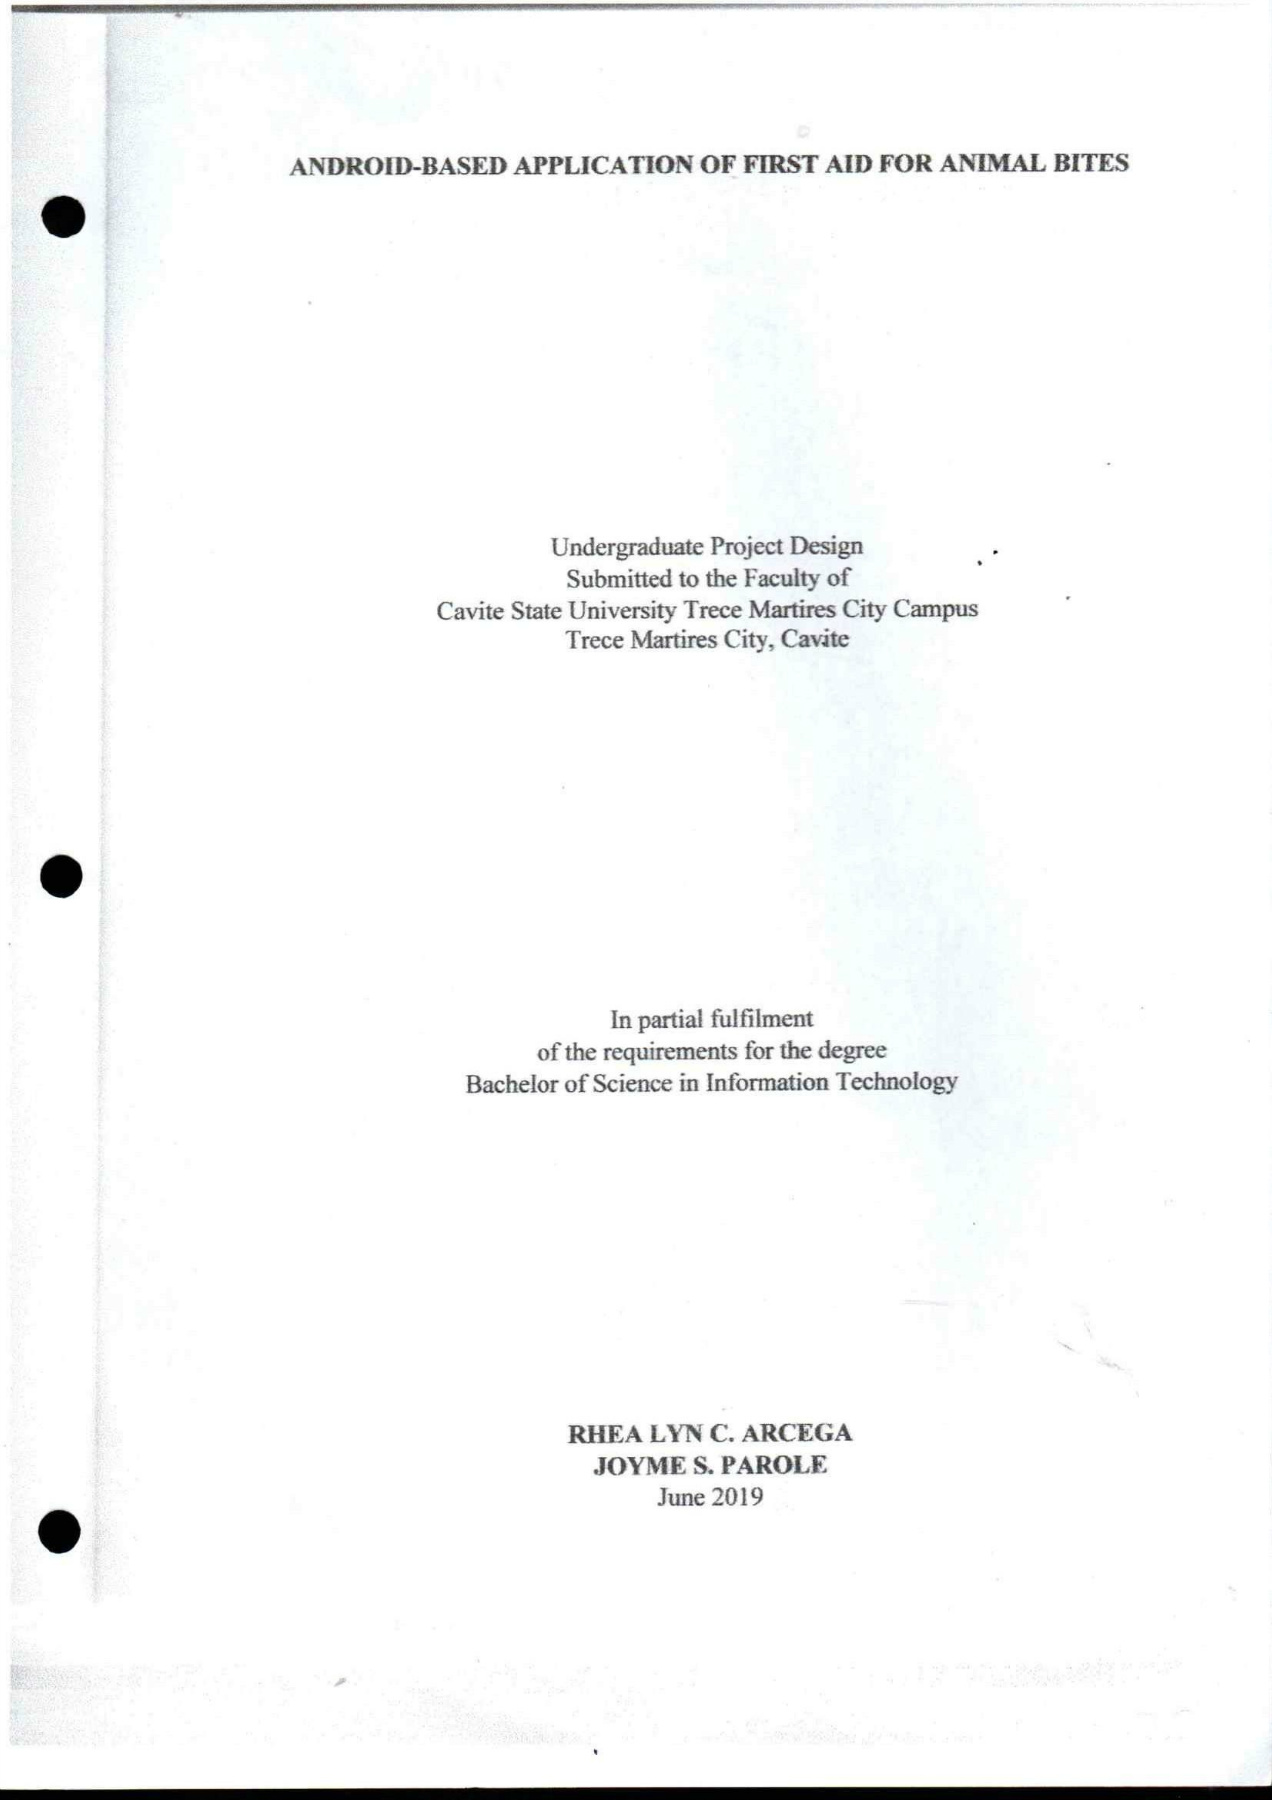 ANDROID-BASED APPLICATION OF FIRST AID FOR ANIMAL BITES
Undergraduate Project Design
Submitted to the Faculty of
Cavite State University Trece Martires City Campus
Trece Martires City, Cavite
In partial fulfilment
of the requirements for the degree
Bachelor of Science in Information Technology
RHEA LYN C. ARCEGA
JOYME S. PAROLE
June 2019